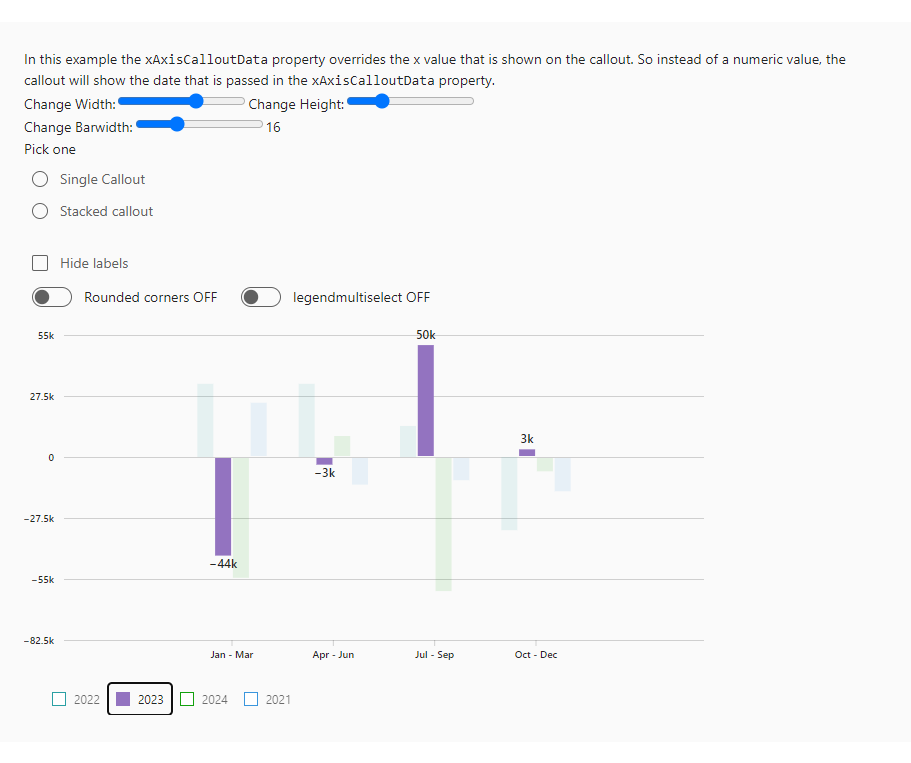 In this example the xAxisCalloutData property overrides the x value that is shown on the callout. So instead of a numeric value, the
callout will show the date that is passed in the xAxisCalloutData property.
Change Width: Change Height:
Change Barwidth: 16
Pick one
Single Callout
Stacked callout
Hide labels
Rounded corners OFF legendmultiselect OFF
55k
50k
27.5k
3k
0
−3k
−27.5k
−44k
−55k
−82.5k
Jan - Mar Apr - Jun Jul - Sep Oct - Dec
2022 2023 2024 2021